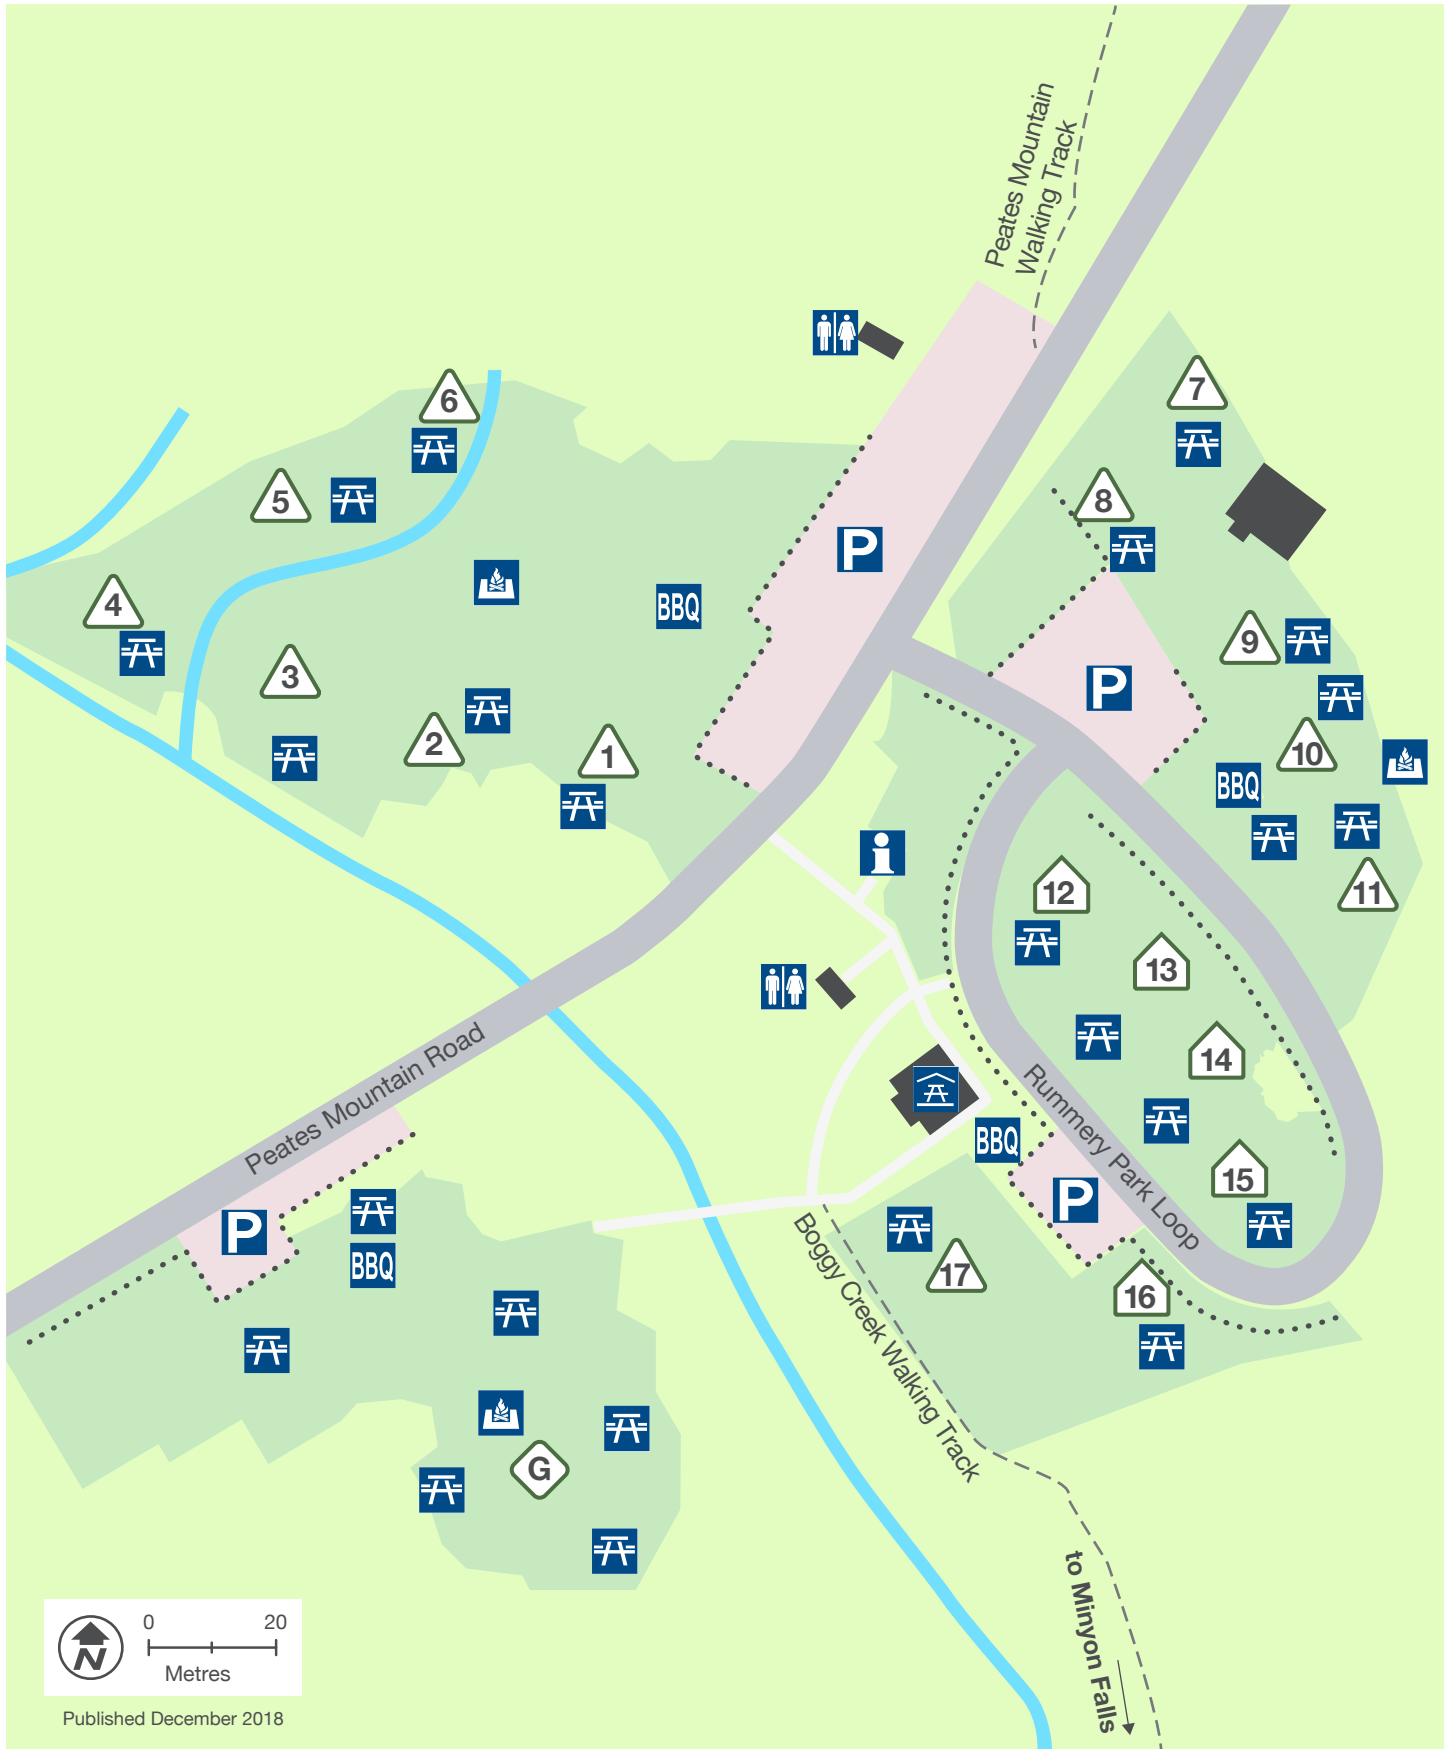 Peates Mountain
Walking Track
6
7
5
8
P
4
BBQ
9
3
P
2
1
10
BBQ
i
12
11
13
14
Peates Mountain Road
Rummery Park Loop
BBQ
15
P
P
BBQ
17
16
Boggy Creek Walking Track
G
to Minyon Falls
N
0 20
Metres
Published December 2018